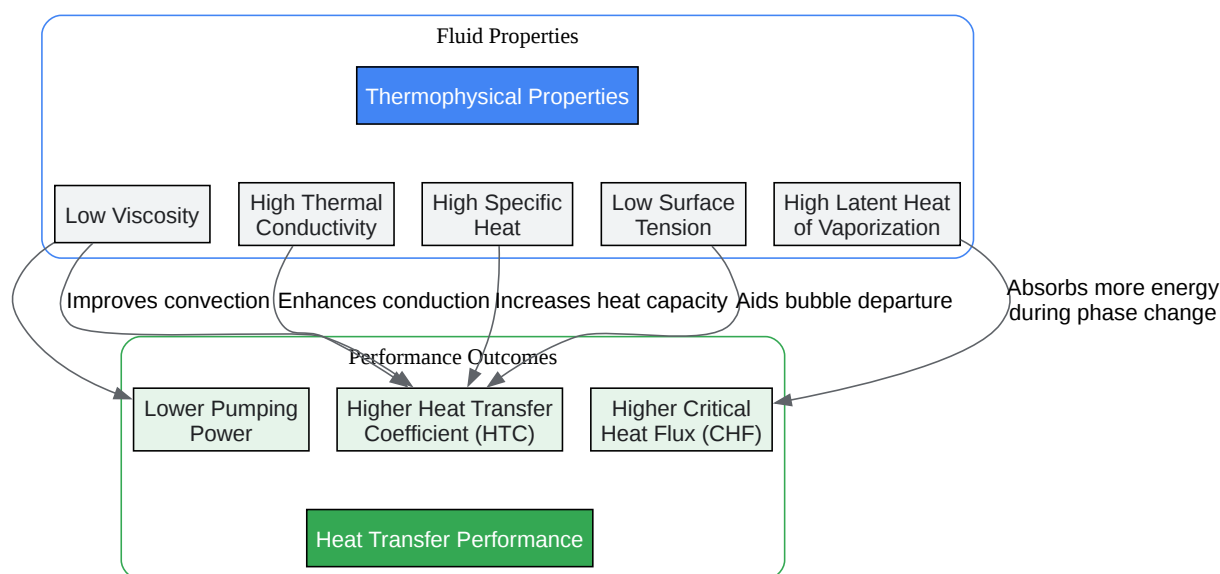 Fluid Properties
Thermophysical Properties
Low Viscosity
High Thermal
Conductivity
High Specific
Heat
Low Surface
Tension
High Latent Heat
of Vaporization
Improves convection
Enhances conduction
Increases heat capacity
Aids bubble departure
Absorbs more energy
during phase change
Performance Outcomes
Lower Pumping
Power
Higher Heat Transfer
Coefficient (HTC)
Higher Critical
Heat Flux (CHF)
Heat Transfer Performance